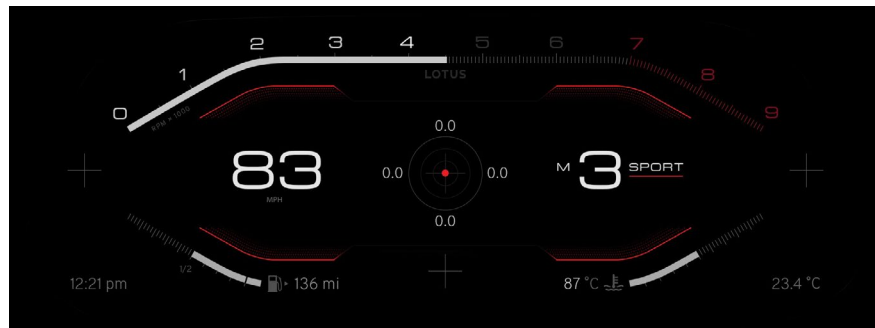 0 1 2 3 4 5 6 7 8 9
RPM × 1000
LOTUS
0.0
83
MPH
0.0 0.0
M 3 SPORT
0.0
1/2
12:21 pm
136 mi
87 °C
23.4 °C